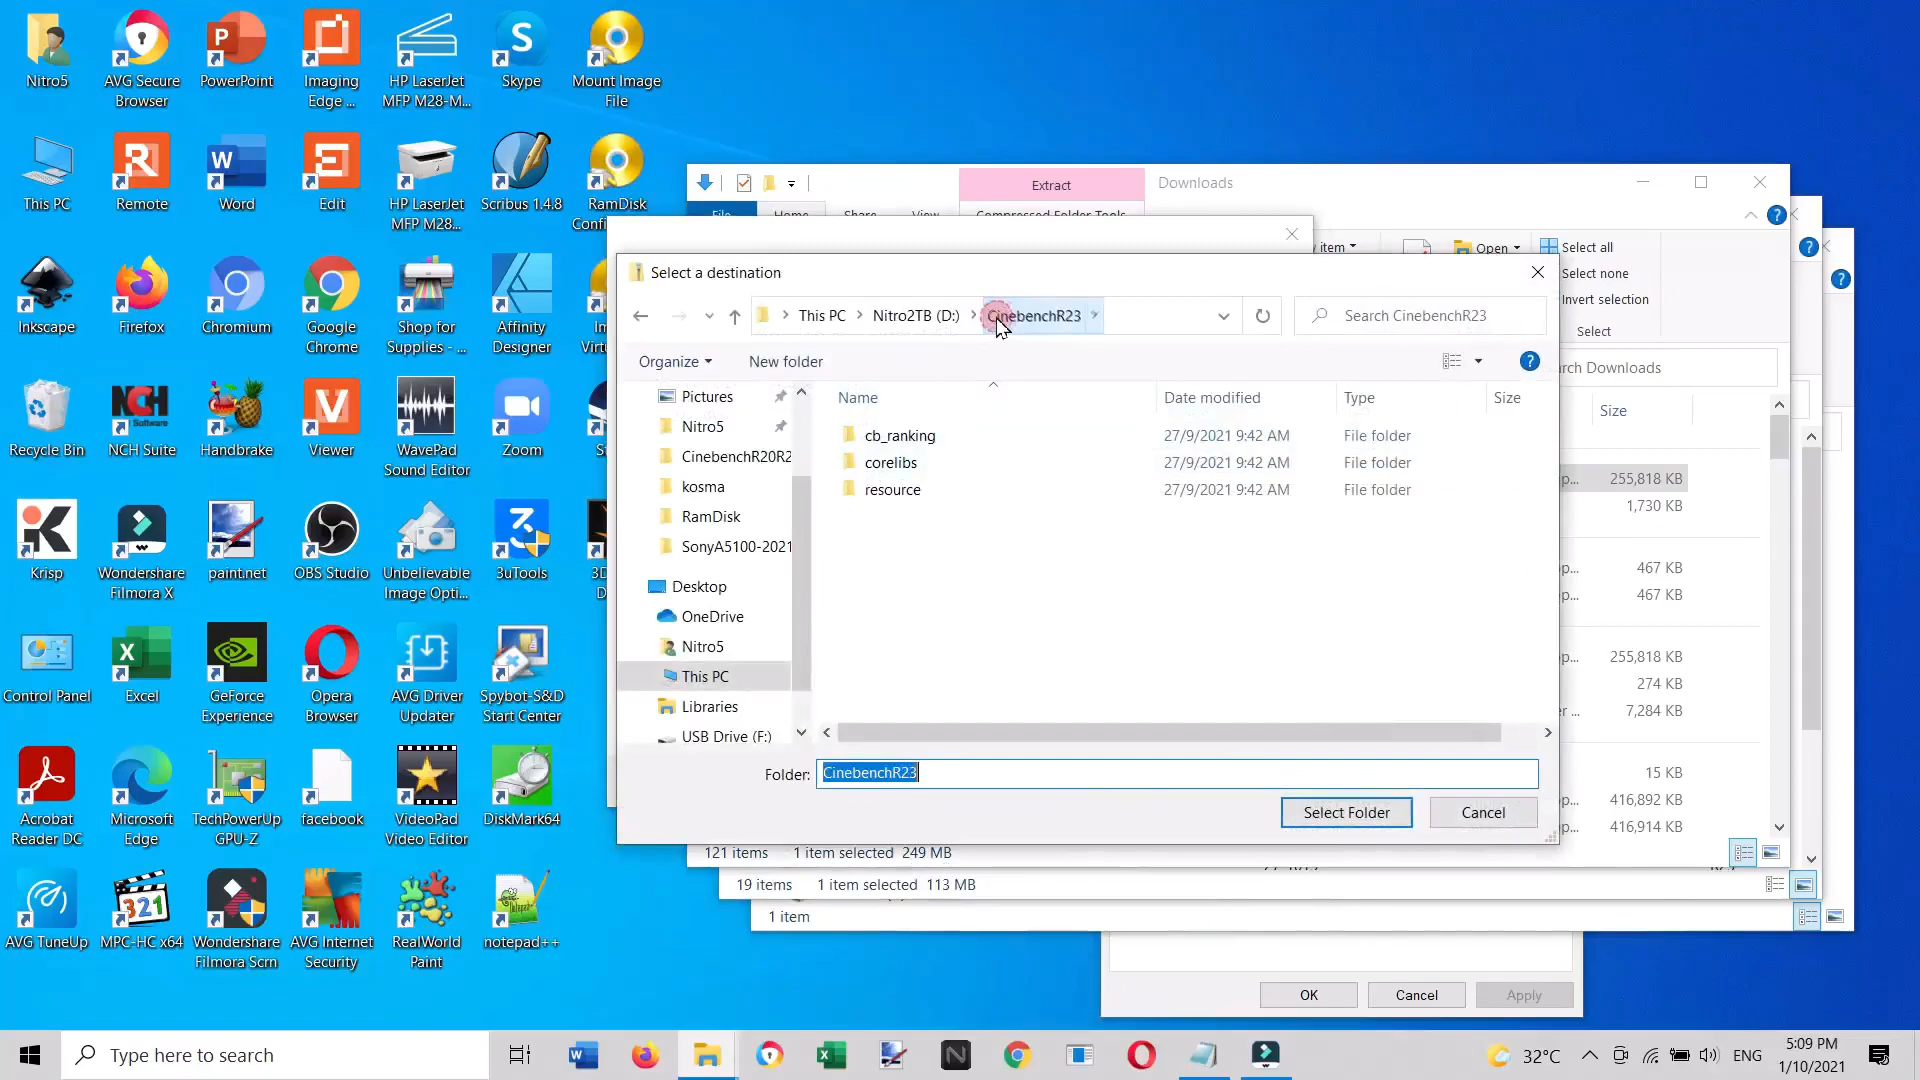 Nitro5
AVG Secure
Browser
PowerPoint
Imaging
Edge ...
HP LaserJet
MFP M28-M...
Skype
Mount Image
File
This PC
Remote
Word
Edit
HP LaserJet
MFP M28...
Scribus 1.4.8
RamDisk
Inkscape
Firefox
Chromium
Google
Chrome
Shop for
Supplies - ...
Affinity
Designer
Recycle Bin
NCH Suite
Handbrake
Viewer
WavePad
Sound Editor
Zoom
Krisp
Wondershare
Filmora X
paint.net
OBS Studio
Unbelievable
Image Opti...
3uTools
Control Panel
Excel
GeForce
Experience
Opera
Browser
AVG Driver
Updater
Spybot-S&D
Start Center
Acrobat
Reader DC
Microsoft
Edge
TechPowerUp
GPU-Z
facebook
VideoPad
Video Editor
DiskMark64
AVG TuneUp
MPC-HC x64
Wondershare
Filmora Scrn
AVG Internet
Security
RealWorld
Paint
notepad++
Extract
Downloads
File Home Share View Compressed Folder Tools
item
Open
Select all
Select none
Invert selection
Select
rch Downloads
Size
255,818 KB
1,730 KB
467 KB
467 KB
255,818 KB
274 KB
7,284 KB
15 KB
416,892 KB
416,914 KB
Select a destination
This PC > Nitro2TB (D:) > CinebenchR23
Search CinebenchR23
Organize
New folder
Name Date modified Type Size
cb_ranking 27/9/2021 9:42 AM File folder
corelibs 27/9/2021 9:42 AM File folder
resource 27/9/2021 9:42 AM File folder
Pictures
Nitro5
CinebenchR20R2
kosma
RamDisk
SonyA5100-2021
Desktop
OneDrive
Nitro5
This PC
Libraries
USB Drive (F:)
Folder: CinebenchR23
Select Folder Cancel
121 items 1 item selected 249 MB
19 items 1 item selected 113 MB
1 item
OK Cancel Apply
Type here to search
32°C
ENG
5:09 PM
1/10/2021